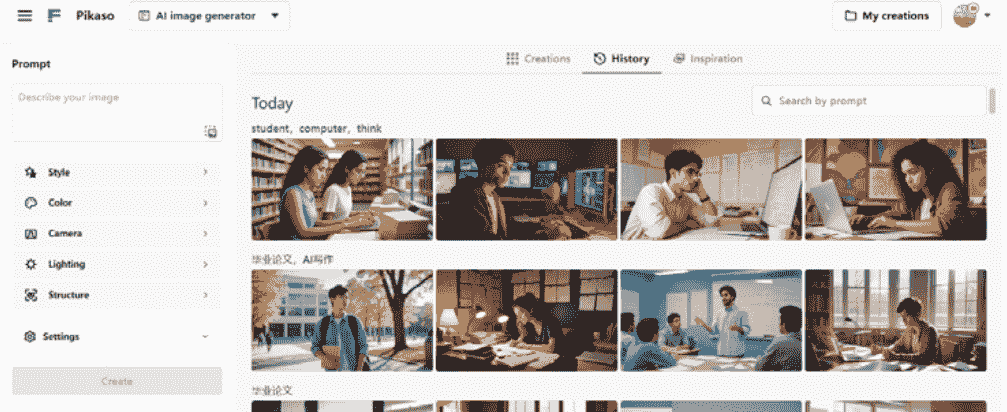 Pikaso
AI image generator
My creations
Prompt
Describe your image
Style
Color
Camera
Lighting
Structure
Settings
Create
Creations
History
Inspiration
Today
Search by prompt
student, computer, think
毕业论文, AI写作
毕业论文